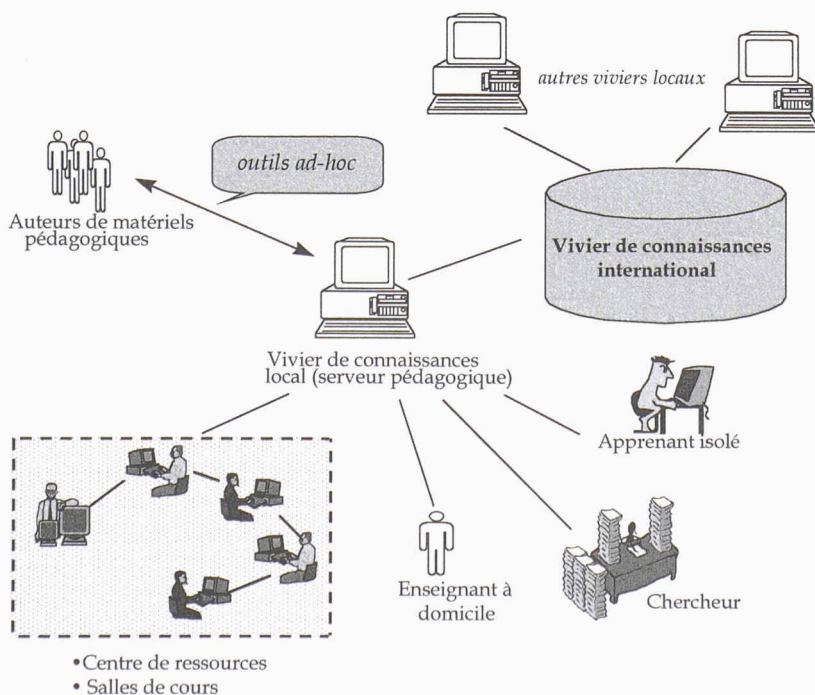 autres viviers locaux
outils ad-hoc
Auteurs de matériels
pédagogiques
Vivier de connaissances
international
Vivier de connaissances
local (serveur pédagogique)
Apprenant isolé
Enseignant à
domicile
Chercheur
•Centre de ressources
• Salles de cours